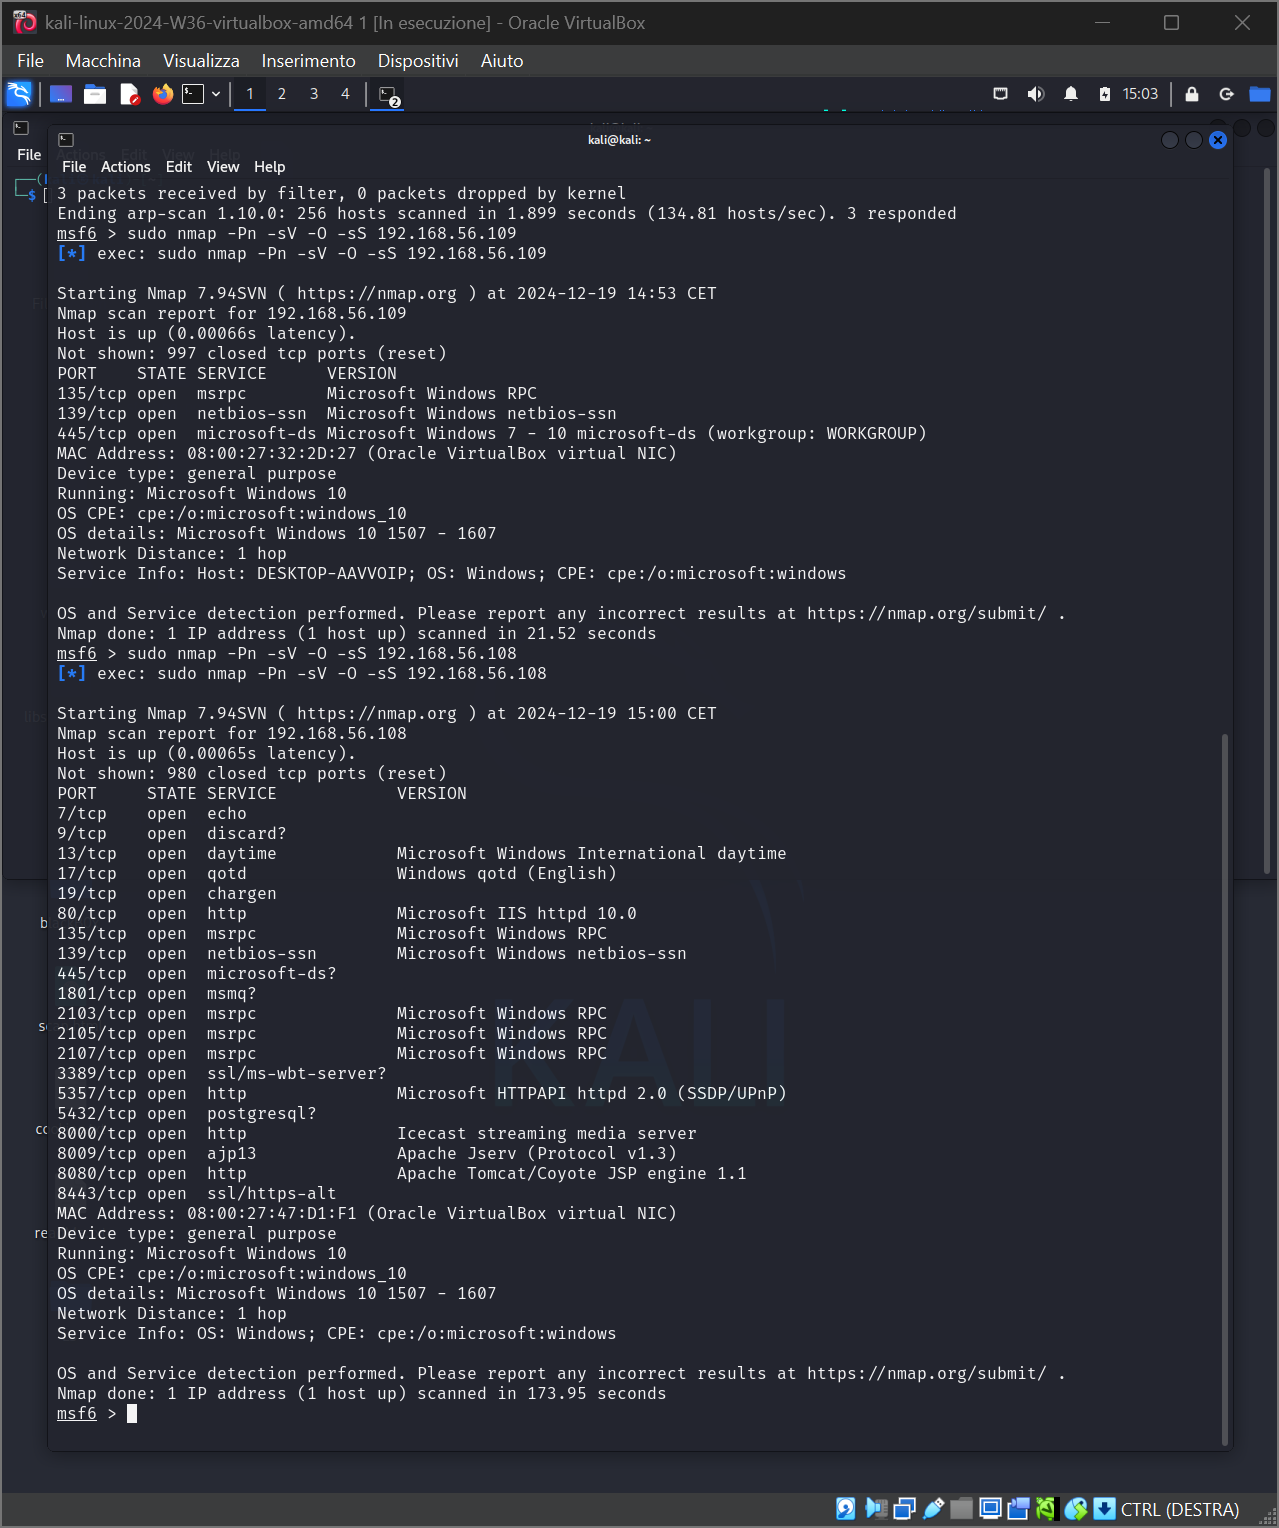 kali-linux-2024-W36-virtualbox-amd64 1 [In esecuzione] - Oracle VirtualBox
File Macchina Visualizza Inserimento Dispositivi Aiuto
1 2 3 4 2 15:03
kali@kali: ~
File Actions Edit View Help
File Actions Edit View Help
3 packets received by filter, 0 packets dropped by kernel
Ending arp-scan 1.10.0: 256 hosts scanned in 1.899 seconds (134.81 hosts/sec). 3 responded
msf6 > sudo nmap -Pn -sV -O -sS 192.168.56.109
[*] exec: sudo nmap -Pn -sV -O -sS 192.168.56.109
Starting Nmap 7.94SVN ( https://nmap.org ) at 2024-12-19 14:53 CET
Nmap scan report for 192.168.56.109
Host is up (0.00066s latency).
Not shown: 997 closed tcp ports (reset)
PORT STATE SERVICE VERSION
135/tcp open msrpc Microsoft Windows RPC
139/tcp open netbios-ssn Microsoft Windows netbios-ssn
445/tcp open microsoft-ds Microsoft Windows 7 - 10 microsoft-ds (workgroup: WORKGROUP)
MAC Address: 08:00:27:32:2D:27 (Oracle VirtualBox virtual NIC)
Device type: general purpose
Running: Microsoft Windows 10
OS CPE: cpe:/o:microsoft:windows_10
OS details: Microsoft Windows 10 1507 - 1607
Network Distance: 1 hop
Service Info: Host: DESKTOP-AAVVOIP; OS: Windows; CPE: cpe:/o:microsoft:windows
OS and Service detection performed. Please report any incorrect results at https://nmap.org/submit/ .
Nmap done: 1 IP address (1 host up) scanned in 21.52 seconds
msf6 > sudo nmap -Pn -sV -O -sS 192.168.56.108
[*] exec: sudo nmap -Pn -sV -O -sS 192.168.56.108
Starting Nmap 7.94SVN ( https://nmap.org ) at 2024-12-19 15:00 CET
Nmap scan report for 192.168.56.108
Host is up (0.00065s latency).
Not shown: 980 closed tcp ports (reset)
PORT STATE SERVICE VERSION
7/tcp open echo
9/tcp open discard?
13/tcp open daytime Microsoft Windows International daytime
17/tcp open qotd Windows qotd (English)
19/tcp open chargen
80/tcp open http Microsoft IIS httpd 10.0
135/tcp open msrpc Microsoft Windows RPC
139/tcp open netbios-ssn Microsoft Windows netbios-ssn
445/tcp open microsoft-ds?
1801/tcp open msmq?
2103/tcp open msrpc Microsoft Windows RPC
2105/tcp open msrpc Microsoft Windows RPC
2107/tcp open msrpc Microsoft Windows RPC
3389/tcp open ssl/ms-wbt-server?
5357/tcp open http Microsoft HTTPAPI httpd 2.0 (SSDP/UPnP)
5432/tcp open postgresql?
8000/tcp open http Icecast streaming media server
8009/tcp open ajp13 Apache Jserv (Protocol v1.3)
8080/tcp open http Apache Tomcat/Coyote JSP engine 1.1
8443/tcp open ssl/https-alt
MAC Address: 08:00:27:47:D1:F1 (Oracle VirtualBox virtual NIC)
Device type: general purpose
Running: Microsoft Windows 10
OS CPE: cpe:/o:microsoft:windows_10
OS details: Microsoft Windows 10 1507 - 1607
Network Distance: 1 hop
Service Info: OS: Windows; CPE: cpe:/o:microsoft:windows
OS and Service detection performed. Please report any incorrect results at https://nmap.org/submit/ .
Nmap done: 1 IP address (1 host up) scanned in 173.95 seconds
msf6 >
KALI
CTRL (DESTRA)